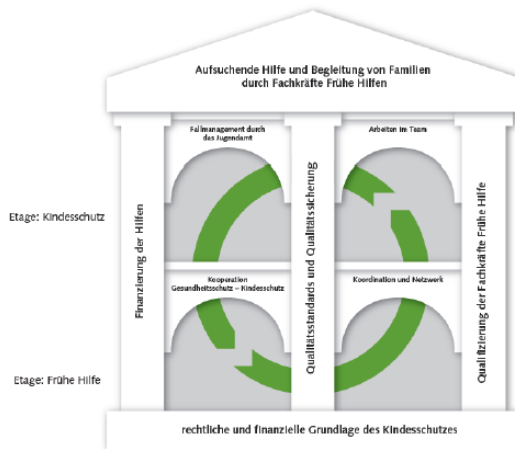 Aufsuchende Hilfe und Begleitung von Familien
durch Fachkräfte Frühe Hilfen
Fallmanagement durch
das Jugendamt
Arbeiten im Team
Etage: Kindesschutz
Finanzierung der Hilfen
Qualitätsstandards und Qualitätssicherung
Qualifizierung der Fachkräfte Frühe Hilfe
Kooperation
Gesundheitsschutz – Kindesschutz
Koordination und Netzwerk
Etage: Frühe Hilfe
rechtliche und finanzielle Grundlage des Kindesschutzes